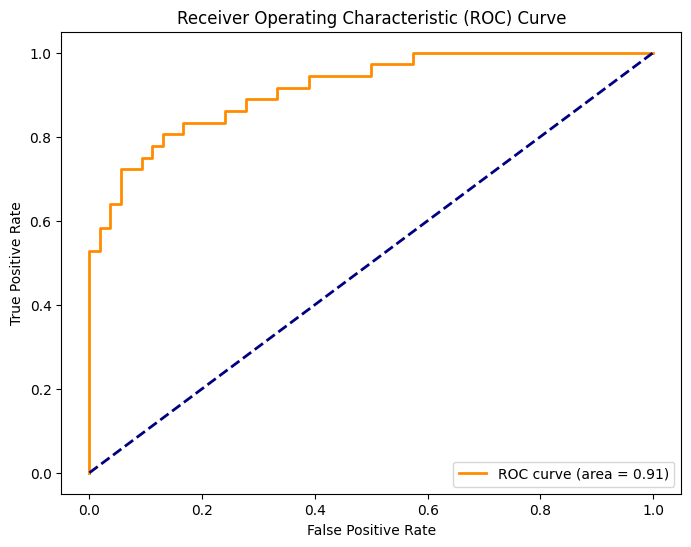 Receiver Operating Characteristic (ROC) Curve
True Positive Rate
1.0
0.8
0.6
0.4
0.2
0.0
ROC curve (area = 0.91)
0.0 0.2 0.4 0.6 0.8 1.0
False Positive Rate